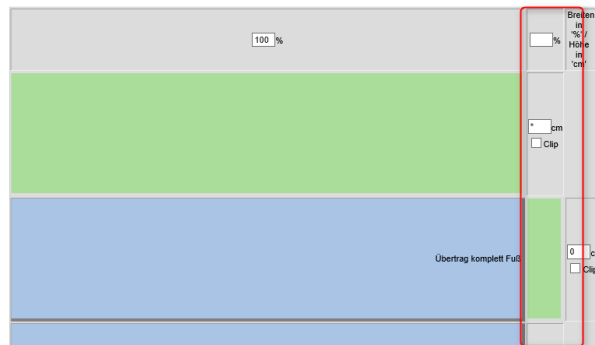 100 %
%
Breiten
in
'%'/
Höhe
in
'cm'
* cm
Clip
Übertrag komplett Fuß
0 c
Clip